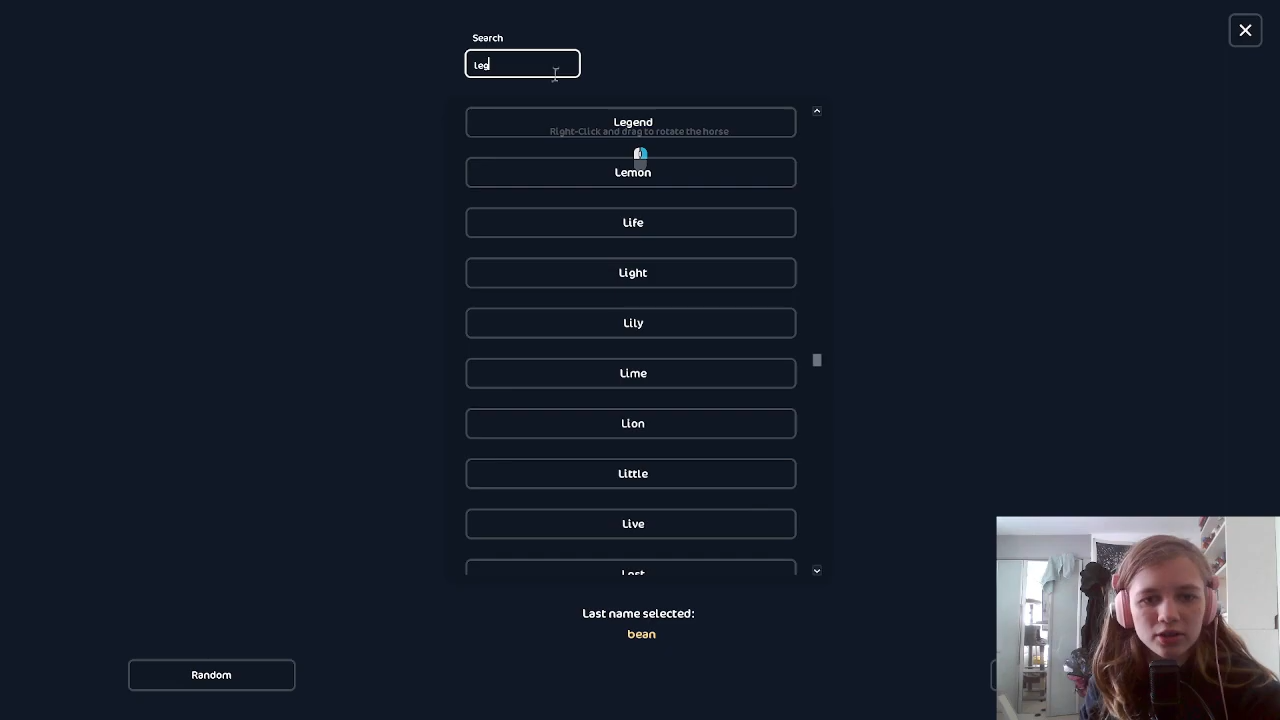 Search
leg
Legend
Right-Click and drag to rotate the horse
Lemon
Life
Light
Lily
Lime
Lion
Little
Live
Lost
Last name selected:
bean
Random